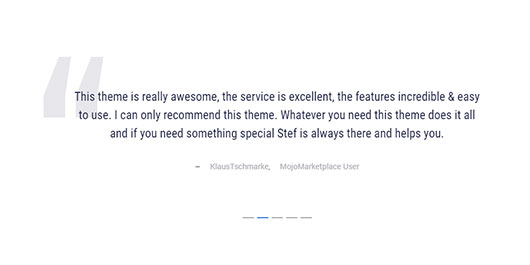 “
This theme is really awesome, the service is excellent, the features incredible & easy
to use. I can only recommend this theme. Whatever you need this theme does it all
and if you need something special Stef is always there and helps you.
– KlausTschmarke, MojoMarketplace User